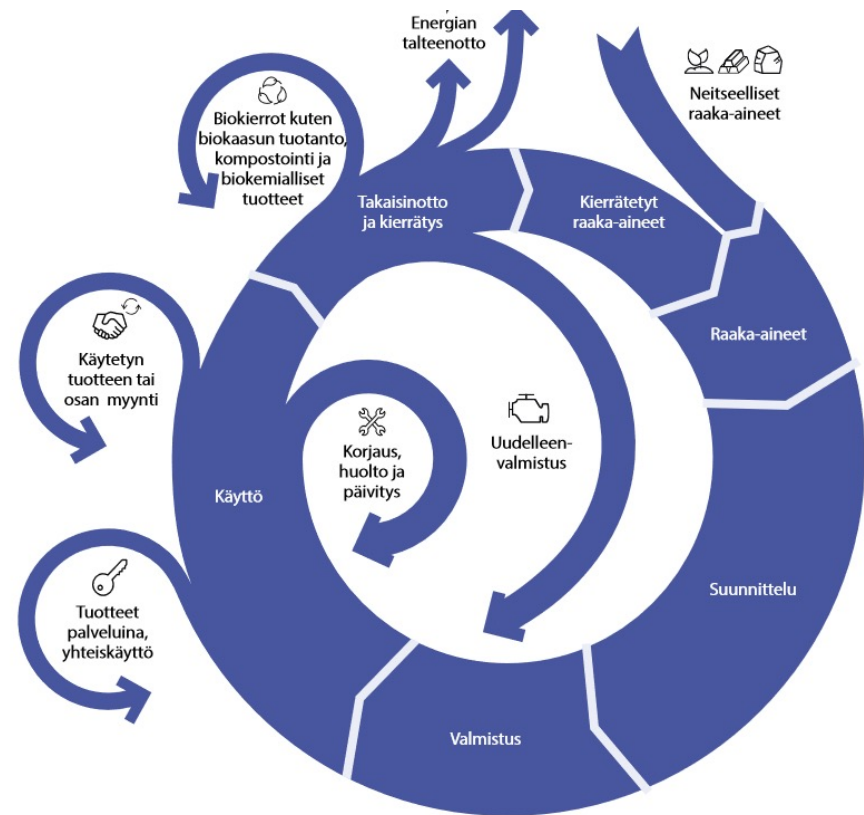 Energian
talteenotto
Neitseelliset
raaka-aineet
Biokierrot kuten
biokaasun tuotanto,
kompostointi ja
biokemialliset
tuotteet
Takaisinotto
ja kierrätys
Kierrätetyt
raaka-aineet
Raaka-aineet
Käytetyn
tuotteen tai
osan myynti
Korjaus,
huolto ja
päivitys
Uudelleen-
valmistus
Käyttö
Suunnittelu
Tuotteet
palveluina,
yhteiskäyttö
Valmistus